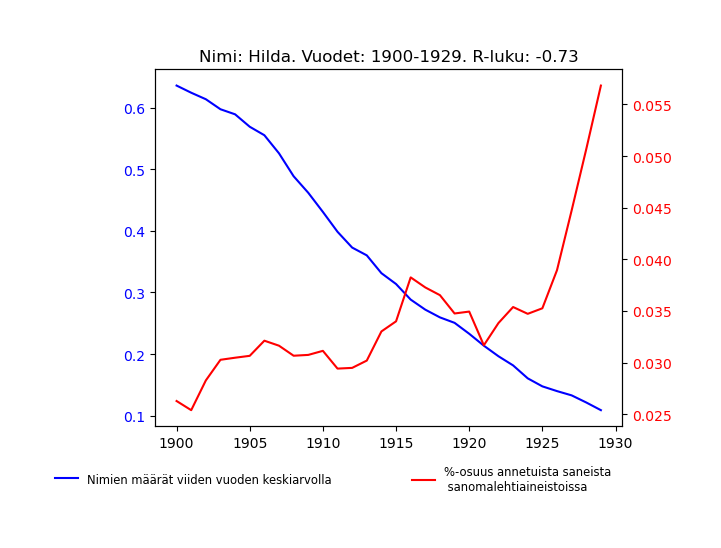 Nimi: Hilda. Vuodet: 1900-1929. R-luku: -0.73
0.6
0.5
0.4
0.3
0.2
0.1
0.055
0.050
0.045
0.040
0.035
0.030
0.025
1900 1905 1910 1915 1920 1925 1930
Nimien määrät viiden vuoden keskiarvolla
%-osuus annetuista saneista
sanomalehtiaineistoissa